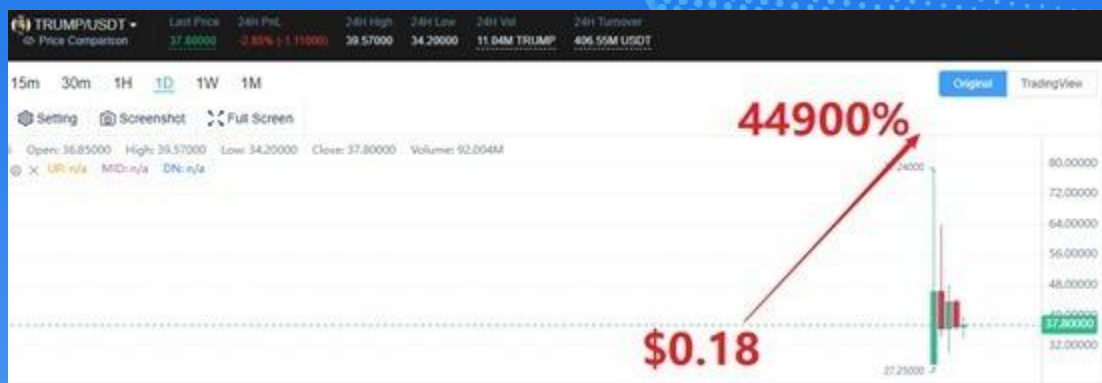 TRUMP/USDT
Price Comparison
Last Price
37.80000
24H PnL
-2.85% (-1.11000)
24H High
39.57000
24H Low
34.20000
24H Vol
11.04M TRUMP
24H Turnover
406.55M USDT
15m 30m 1H 1D 1W 1M
Original TradingView
Setting Screenshot Full Screen
44900%
Open: 36.85000 High: 39.57000 Low: 34.20000 Close: 37.80000 Volume: 92.004M
UP: n/a MID: n/a DN: n/a
80.00000
72.00000
64.00000
56.00000
48.00000
37.80000
32.00000
$0.18
27.25000